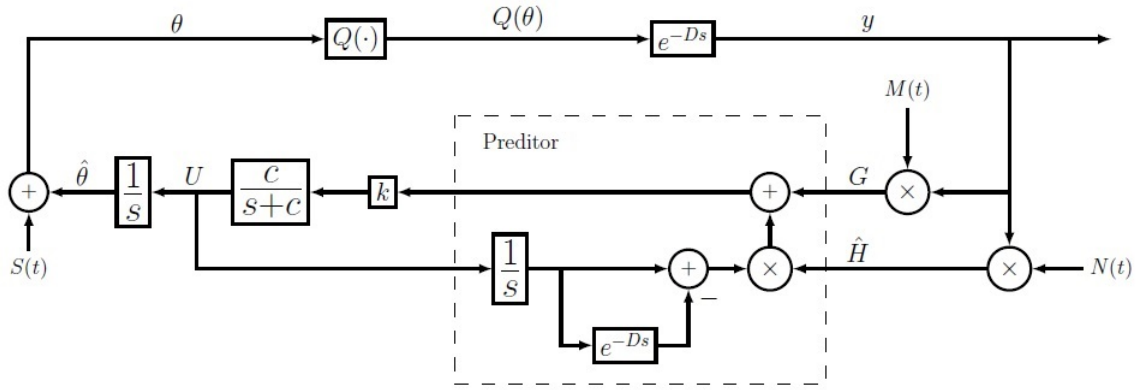 θ
Q(·)
Q(θ)
e^{-Ds}
y
M(t)
Preditor
θ̂
1/s
U
c/(s+c)
k
+
G
×
+
S(t)
1/s
+
−
×
Ĥ
×
N(t)
e^{-Ds}